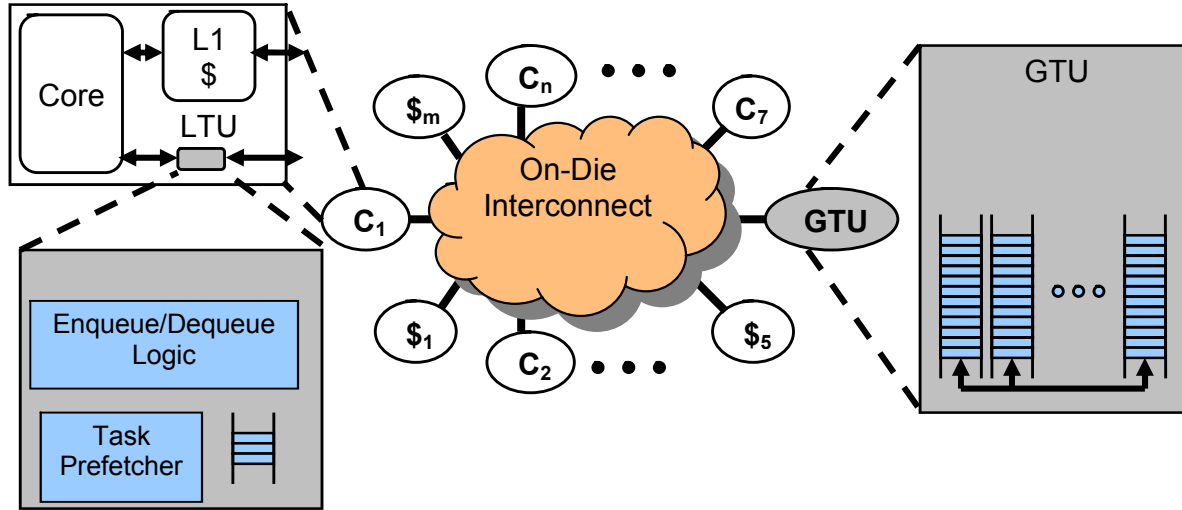 Core
L1
$
LTU
Enqueue/Dequeue
Logic
Task
Prefetcher
C1
$m
Cn
C7
On-Die
Interconnect
GTU
$1
C2
$5
GTU